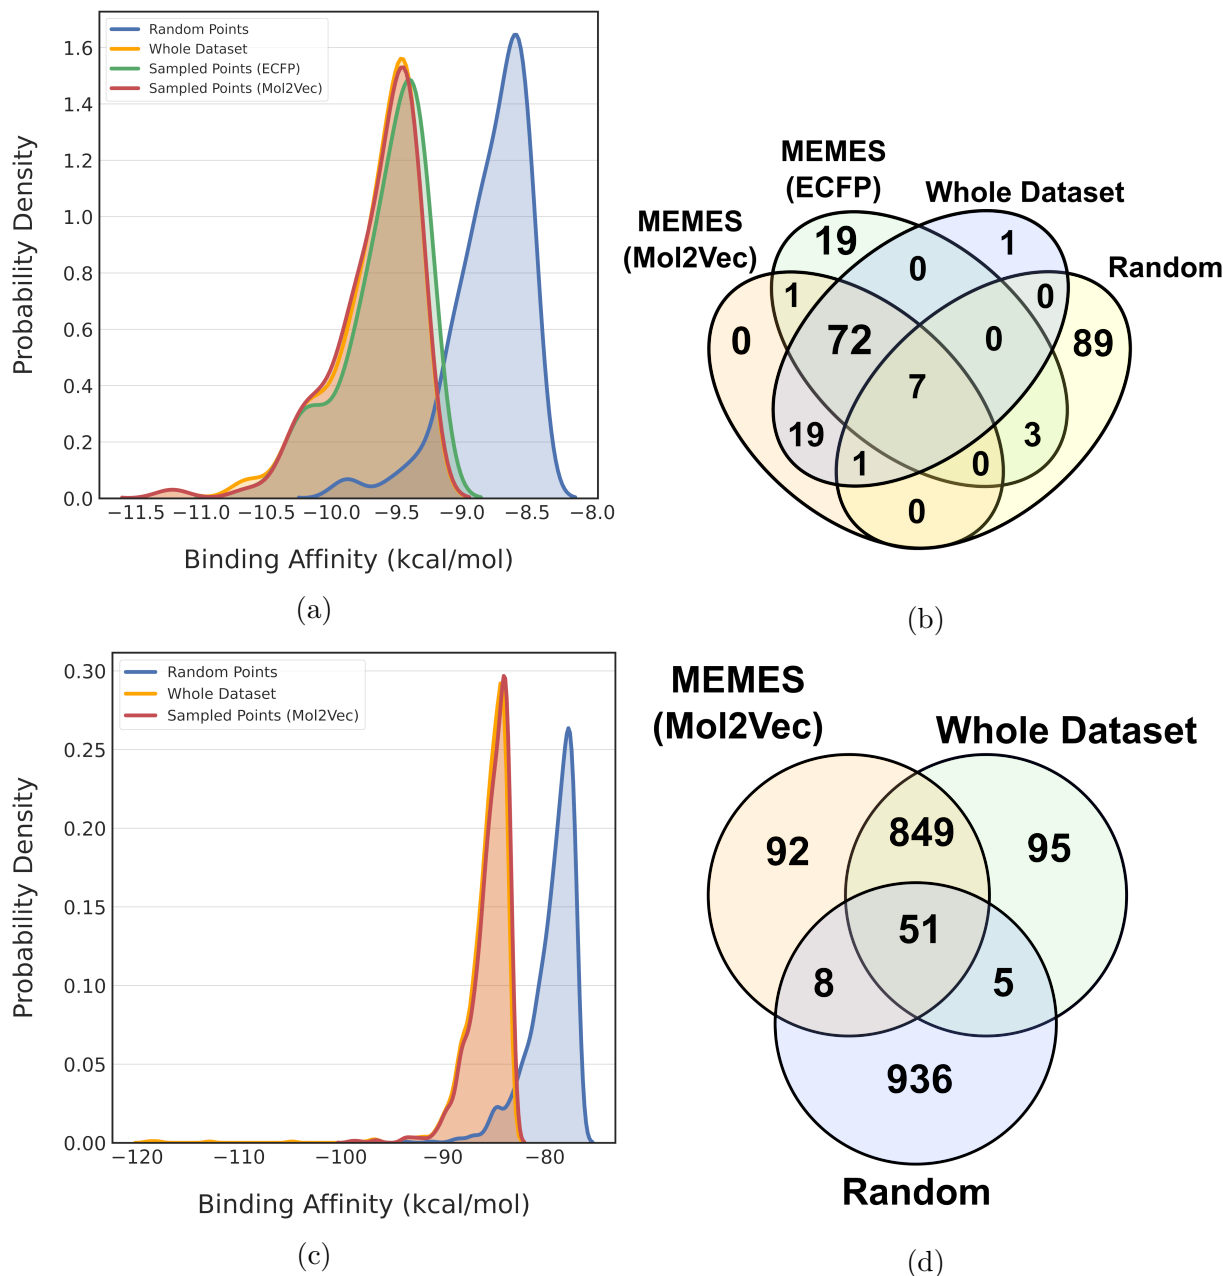 Random Points
Whole Dataset
Sampled Points (ECFP)
Sampled Points (Mol2Vec)
1.6
1.4
1.2
1.0
0.8
0.6
0.4
0.2
0.0
Probability Density
−11.5 −11.0 −10.5 −10.0 −9.5 −9.0 −8.5 −8.0
Binding Affinity (kcal/mol)
(a)
MEMES
(ECFP)
Whole Dataset
MEMES
(Mol2Vec)
Random
19
0
1
1
0
0
72
0
89
7
19
1
0
3
0
(b)
Random Points
Whole Dataset
Sampled Points (Mol2Vec)
0.30
0.25
0.20
0.15
0.10
0.05
0.00
Probability Density
−120 −110 −100 −90 −80
Binding Affinity (kcal/mol)
(c)
MEMES
(Mol2Vec)
Whole Dataset
92
849
95
51
8
5
936
Random
(d)